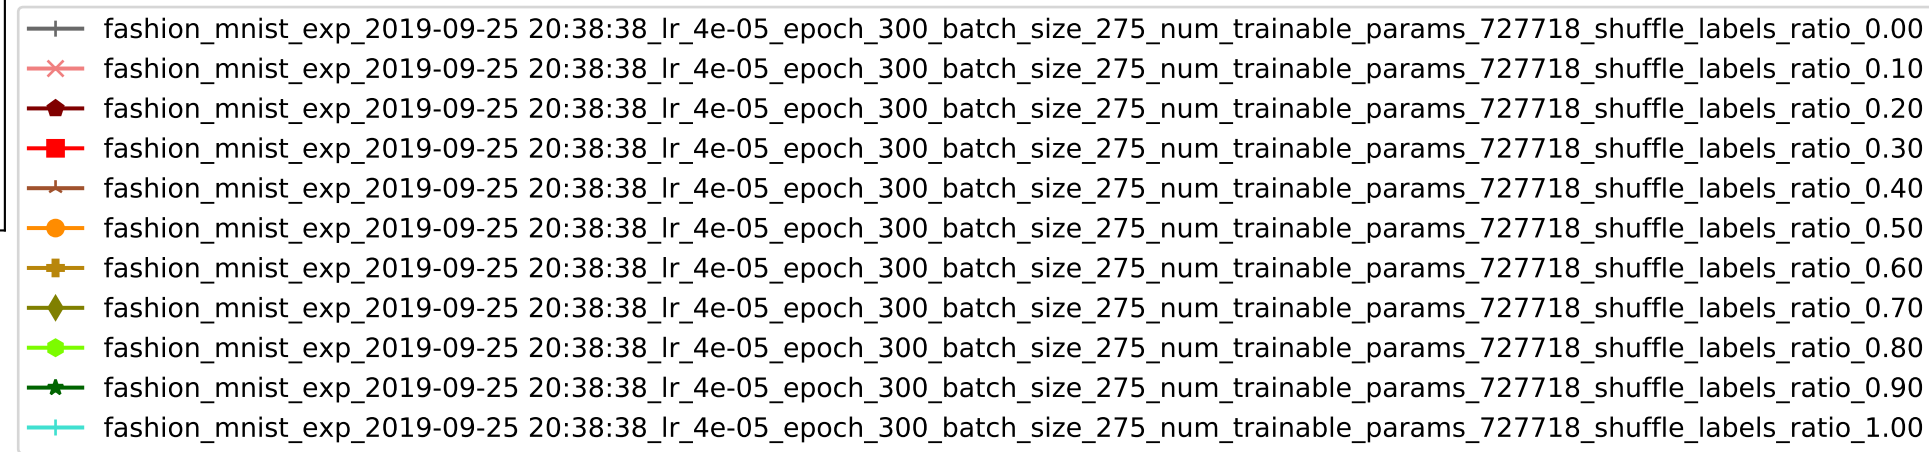 fashion_mnist_exp_2019-09-25 20:38:38_lr_4e-05_epoch_300_batch_size_275_num_trainable_params_727718_shuffle_labels_ratio_0.00
fashion_mnist_exp_2019-09-25 20:38:38_lr_4e-05_epoch_300_batch_size_275_num_trainable_params_727718_shuffle_labels_ratio_0.10
fashion_mnist_exp_2019-09-25 20:38:38_lr_4e-05_epoch_300_batch_size_275_num_trainable_params_727718_shuffle_labels_ratio_0.20
fashion_mnist_exp_2019-09-25 20:38:38_lr_4e-05_epoch_300_batch_size_275_num_trainable_params_727718_shuffle_labels_ratio_0.30
fashion_mnist_exp_2019-09-25 20:38:38_lr_4e-05_epoch_300_batch_size_275_num_trainable_params_727718_shuffle_labels_ratio_0.40
fashion_mnist_exp_2019-09-25 20:38:38_lr_4e-05_epoch_300_batch_size_275_num_trainable_params_727718_shuffle_labels_ratio_0.50
fashion_mnist_exp_2019-09-25 20:38:38_lr_4e-05_epoch_300_batch_size_275_num_trainable_params_727718_shuffle_labels_ratio_0.60
fashion_mnist_exp_2019-09-25 20:38:38_lr_4e-05_epoch_300_batch_size_275_num_trainable_params_727718_shuffle_labels_ratio_0.70
fashion_mnist_exp_2019-09-25 20:38:38_lr_4e-05_epoch_300_batch_size_275_num_trainable_params_727718_shuffle_labels_ratio_0.80
fashion_mnist_exp_2019-09-25 20:38:38_lr_4e-05_epoch_300_batch_size_275_num_trainable_params_727718_shuffle_labels_ratio_0.90
fashion_mnist_exp_2019-09-25 20:38:38_lr_4e-05_epoch_300_batch_size_275_num_trainable_params_727718_shuffle_labels_ratio_1.00